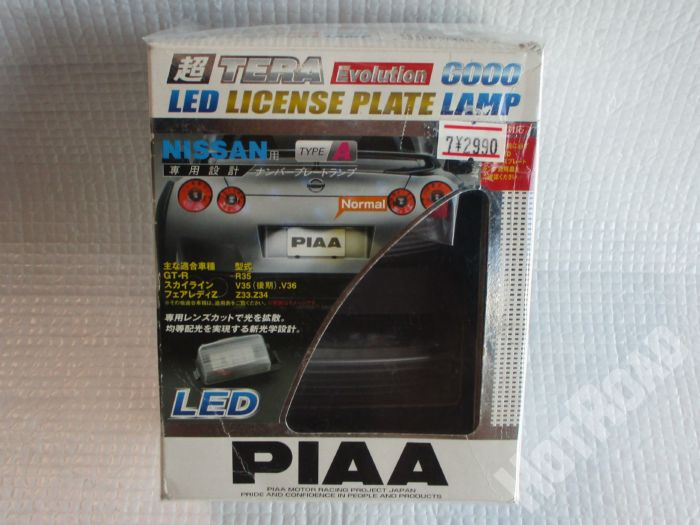 超 TERA Evolution 6000
LED LICENSE PLATE LAMP
7¥2990
NISSAN用 TYPE A
専用設計/ナンバープレートランプ
Normal
PIAA
主な適合車種 型式
GT-R R35
スカイライン V35(後期).V36
フェアレディZ Z33.Z34
専用レンズカットで光を拡散。
均等配光を実現する新光学設計。
LED
PIAA
PIAA MOTOR RACING PROJECT JAPAN
PRIDE AND CONFIDENCE IN PEOPLE AND PRODUCTS